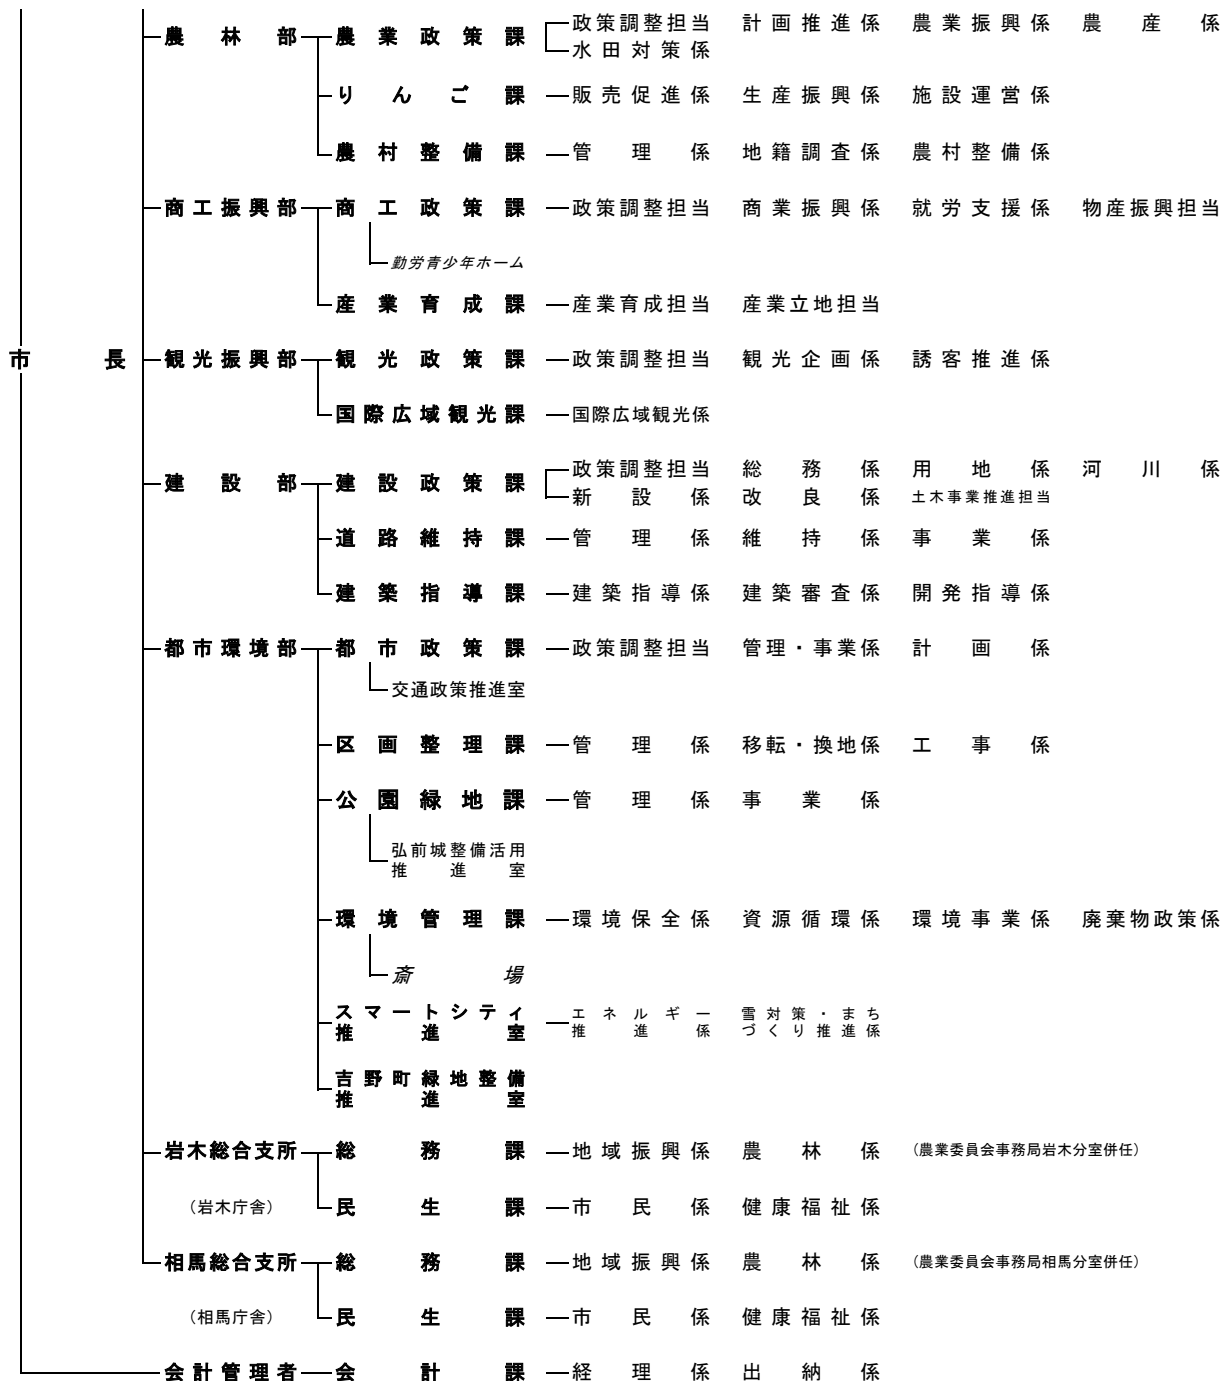 農林部 農業政策課 政策調整担当 計画推進係 農業振興係 農産係
水田対策係
りんご課 販売促進係 生産振興係 施設運営係
農村整備課 管理係 地籍調査係 農村整備係
商工振興部 商工政策課 政策調整担当 商業振興係 就労支援係 物産振興担当
勤労青少年ホーム
産業育成課 産業育成担当 産業立地担当
市長 観光振興部 観光政策課 政策調整担当 観光企画係 誘客推進係
国際広域観光課 国際広域観光係
建設部 建設政策課 政策調整担当 総務係 用地係 河川係
新設係 改良係 土木事業推進担当
道路維持課 管理係 維持係 事業係
建築指導課 建築指導係 建築審査係 開発指導係
都市環境部 都市政策課 政策調整担当 管理・事業係 計画係
交通政策推進室
区画整理課 管理係 移転・換地係 工事係
公園緑地課 管理係 事業係
弘前城整備活用
推進室
環境管理課 環境保全係 資源循環係 環境事業係 廃棄物政策係
斎場
スマートシティ エネルギー 雪対策・まち
推進室 推進係 づくり推進係
吉野町緑地整備
推進室
岩木総合支所 総務課 地域振興係 農林係 (農業委員会事務局岩木分室併任)
(岩木庁舎) 民生課 市民係 健康福祉係
相馬総合支所 総務課 地域振興係 農林係 (農業委員会事務局相馬分室併任)
(相馬庁舎) 民生課 市民係 健康福祉係
会計管理者 会計課 経理係 出納係